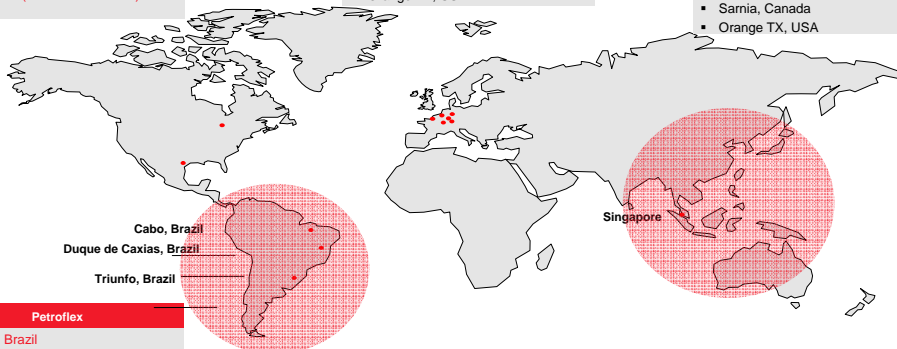 ▪ Sarnia, Canada
▪ Orange TX, USA
Cabo, Brazil
Duque de Caxias, Brazil
Triunfo, Brazil
Singapore
Petroflex
Brazil